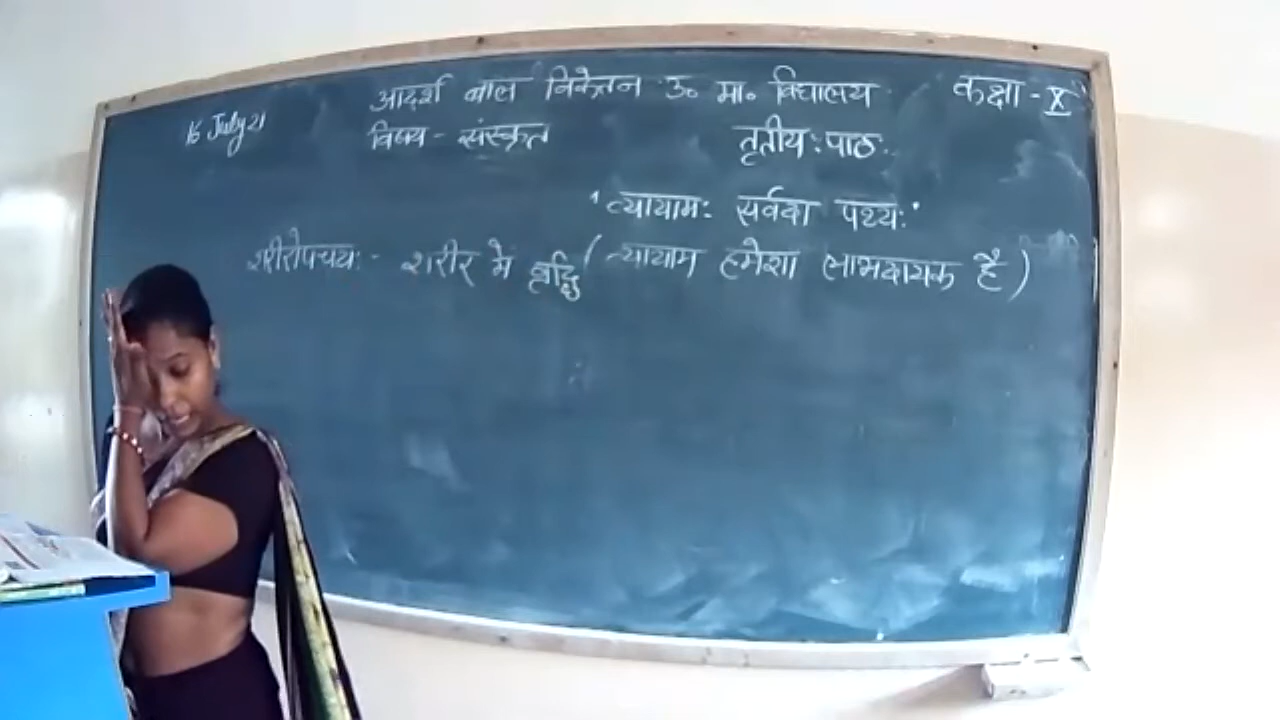 आदर्श बाल निकेतन उ० मा० विद्यालय कक्षा - X
16 July 21
विषय - संस्कृत तृतीय: पाठ:
'व्यायाम: सर्वदा पथ्य:'
शरीरोपचय: - शरीर मे वृद्धि (व्यायाम हमेशा लाभदायक है)